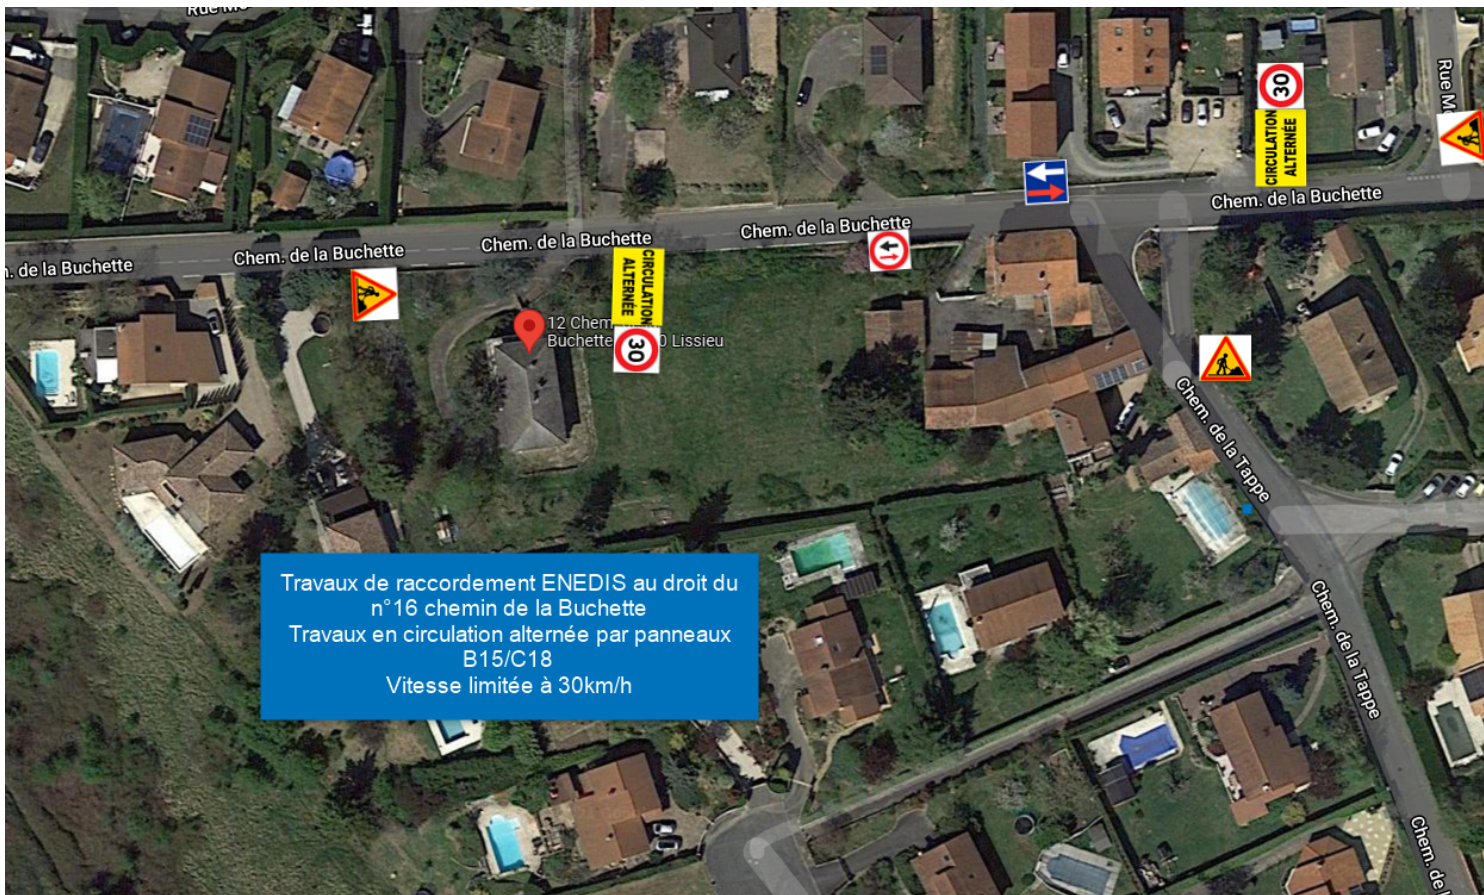 Rue Mo
Rue Mo
30
CIRCULATION
ALTERNÉE
Chem. de la Buchette
Chem. de la Buchette
Chem. de la Buchette
Chem. de la Buchette
de la Buchette
CIRCULATION
ALTERNÉE
30
12 Chem.
Buchette
Lissieu
Chem. de la Tappe
Chem. de la Tappe
Chem. de
Travaux de raccordement ENEDIS au droit du
n°16 chemin de la Buchette
Travaux en circulation alternée par panneaux
B15/C18
Vitesse limitée à 30km/h